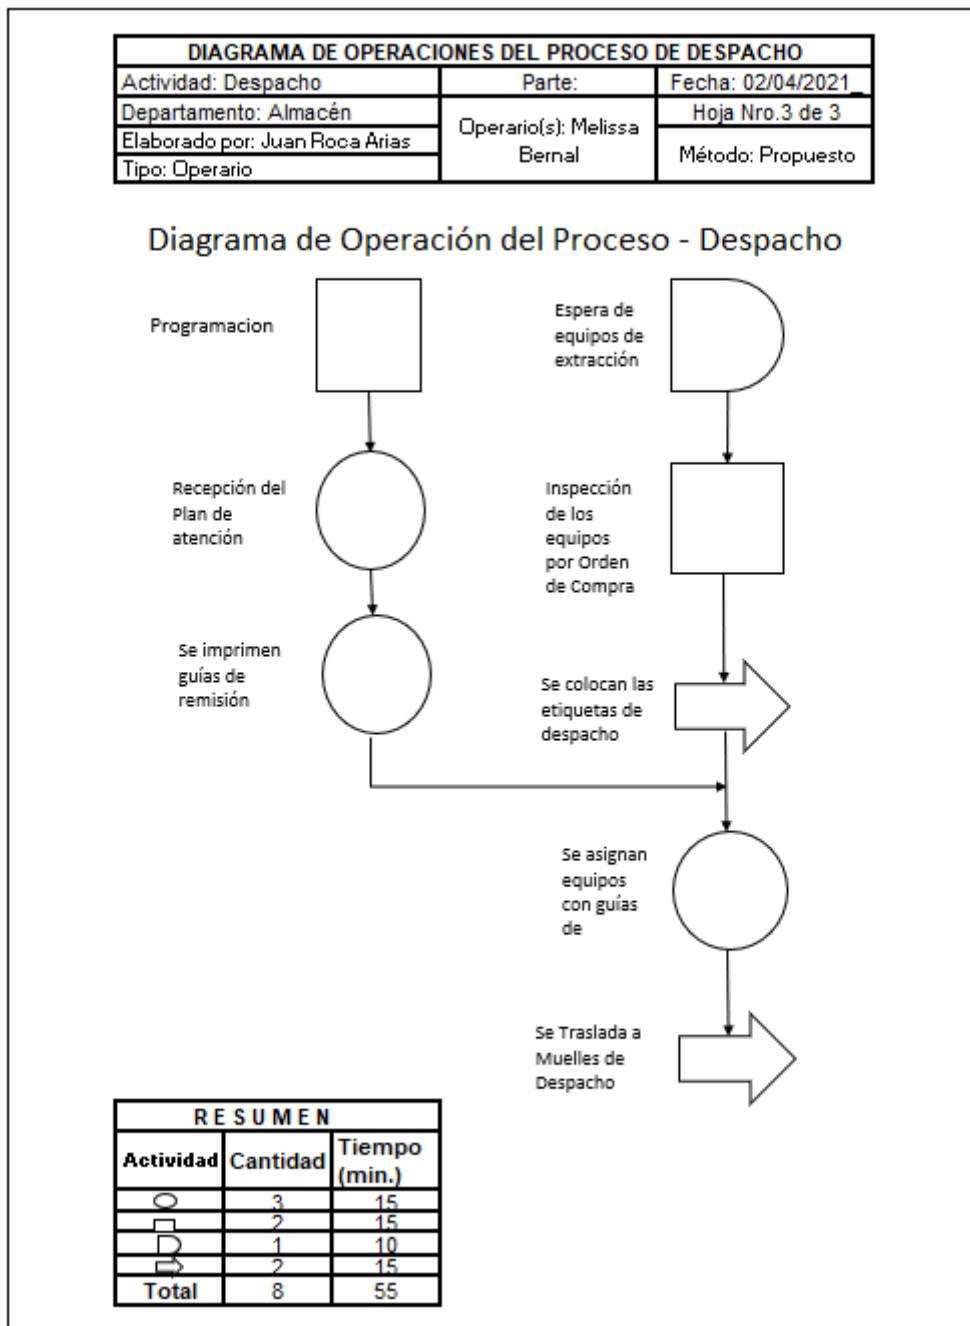 DIAGRAMA DE OPERACIONES DEL PROCESO DE DESPACHO
Actividad: Despacho
Parte:
Fecha: 02/04/2021_
Departamento: Almacén
Operario(s): Melissa
Bernal
Hoja Nro.3 de 3
Elaborado por: Juan Roca Arias
Método: Propuesto
Tipo: Operario
Diagrama de Operación del Proceso - Despacho
Programacion
Espera de
equipos de
extracción
Recepción del
Plan de
atención
Inspección
de los
equipos
por Orden
de Compra
Se imprimen
guías de
remisión
Se colocan las
etiquetas de
despacho
Se asignan
equipos
con guías
de
Se Traslada a
Muelles de
Despacho
R E S U M E N
Actividad Cantidad Tiempo
(min.)
3 15
2 15
1 10
2 15
Total 8 55